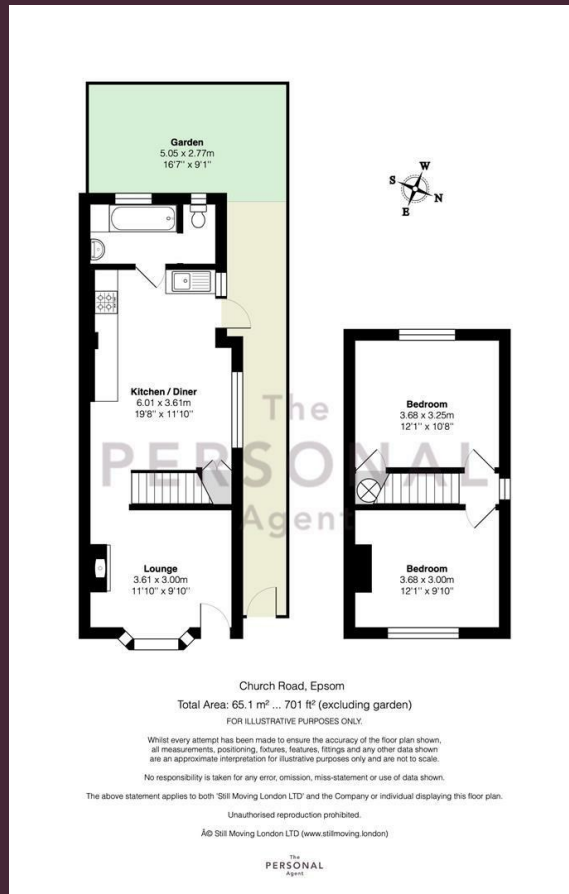 Garden
5.05 x 2.77m
16'7" x 9'1"
W
S
N
E
Kitchen / Diner
6.01 x 3.61m
19'8" x 11'10"
Bedroom
3.68 x 3.25m
12'1" x 10'8"
The
PERSONAL
Agent
Lounge
3.61 x 3.00m
11'10" x 9'10"
Bedroom
3.68 x 3.00m
12'1" x 9'10"
Church Road, Epsom
Total Area: 65.1 m² ... 701 ft² (excluding garden)
FOR ILLUSTRATIVE PURPOSES ONLY.
Whilst every attempt has been made to ensure the accuracy of the floor plan shown,
all measurements, positioning, fixtures, features, fittings and any other data shown
are an approximate interpretation for illustrative purposes only and are not to scale.
No responsibility is taken for any error, omission, miss-statement or use of data shown.
The above statement applies to both 'Still Moving London LTD' and the Company or individual displaying this floor plan.
Unauthorised reproduction prohibited.
Â© Still Moving London LTD (www.stillmoving.london)
The
PERSONAL
Agent